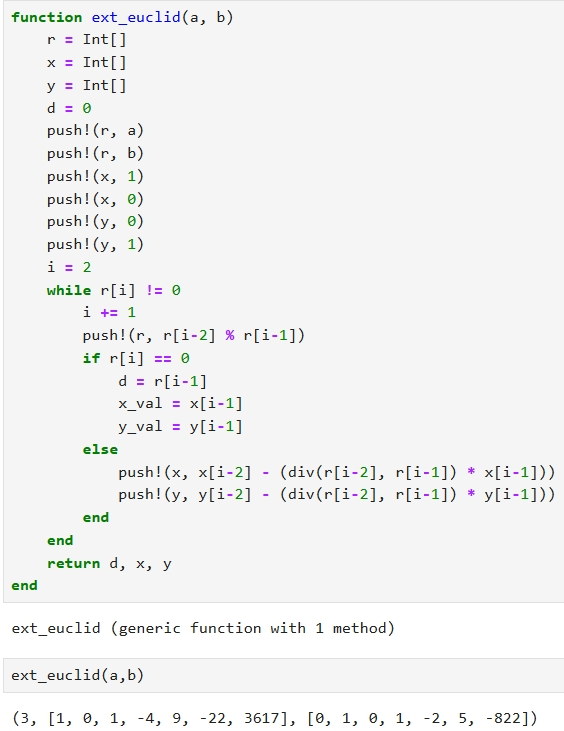 function ext_euclid(a, b)
    r = Int[]
    x = Int[]
    y = Int[]
    d = 0
    push!(r, a)
    push!(r, b)
    push!(x, 1)
    push!(x, 0)
    push!(y, 0)
    push!(y, 1)
    i = 2
    while r[i] != 0
        i += 1
        push!(r, r[i-2] % r[i-1])
        if r[i] == 0
            d = r[i-1]
            x_val = x[i-1]
            y_val = y[i-1]
        else
            push!(x, x[i-2] - (div(r[i-2], r[i-1]) * x[i-1]))
            push!(y, y[i-2] - (div(r[i-2], r[i-1]) * y[i-1]))
        end
    end
    return d, x, y
end
ext_euclid (generic function with 1 method)
ext_euclid(a,b)
(3, [1, 0, 1, -4, 9, -22, 3617], [0, 1, 0, 1, -2, 5, -822])